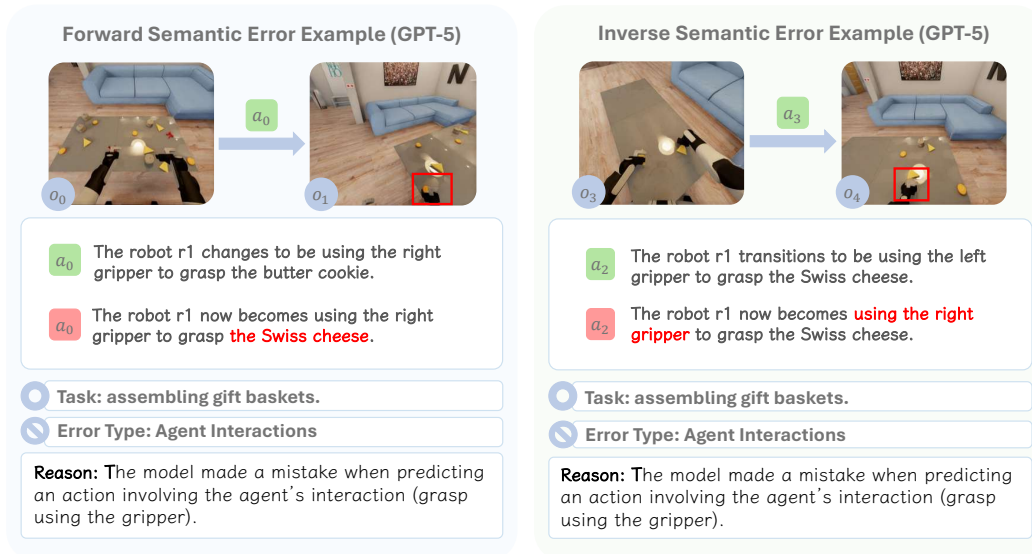 Forward Semantic Error Example (GPT-5)
a0
o0
o1
a0
The robot r1 changes to be using the right
gripper to grasp the butter cookie.
a0
The robot r1 now becomes using the right
gripper to grasp the Swiss cheese.
Task: assembling gift baskets.
Error Type: Agent Interactions
Reason: The model made a mistake when predicting
an action involving the agent's interaction (grasp
using the gripper).
Inverse Semantic Error Example (GPT-5)
a3
o3
o4
a2
The robot r1 transitions to be using the left
gripper to grasp the Swiss cheese.
a2
The robot r1 now becomes using the right
gripper to grasp the Swiss cheese.
Task: assembling gift baskets.
Error Type: Agent Interactions
Reason: The model made a mistake when predicting
an action involving the agent's interaction (grasp
using the gripper).